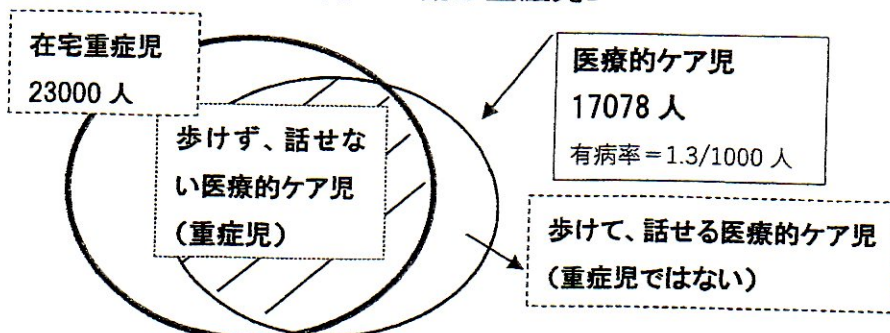 在宅重症児
23000 人
医療的ケア児
17078 人
有病率＝1.3/1000 人
歩けず、話せな
い医療的ケア児
（重症児）
歩けて、話せる医療的ケア児
（重症児ではない）